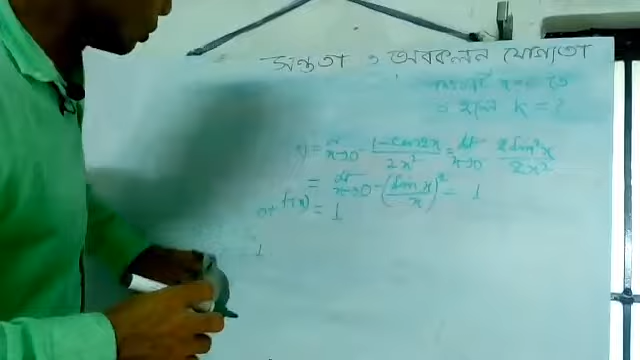 সন্ততা ও অবকলন যোগ্যতা
x=0 তে
হলে k = ?
x) = lt x→0 1-cos2x / 2x² = lt x→0 2sin²x / 2x²
= lt x→0 (sin x / x)² = 1
f(x) = 1
1